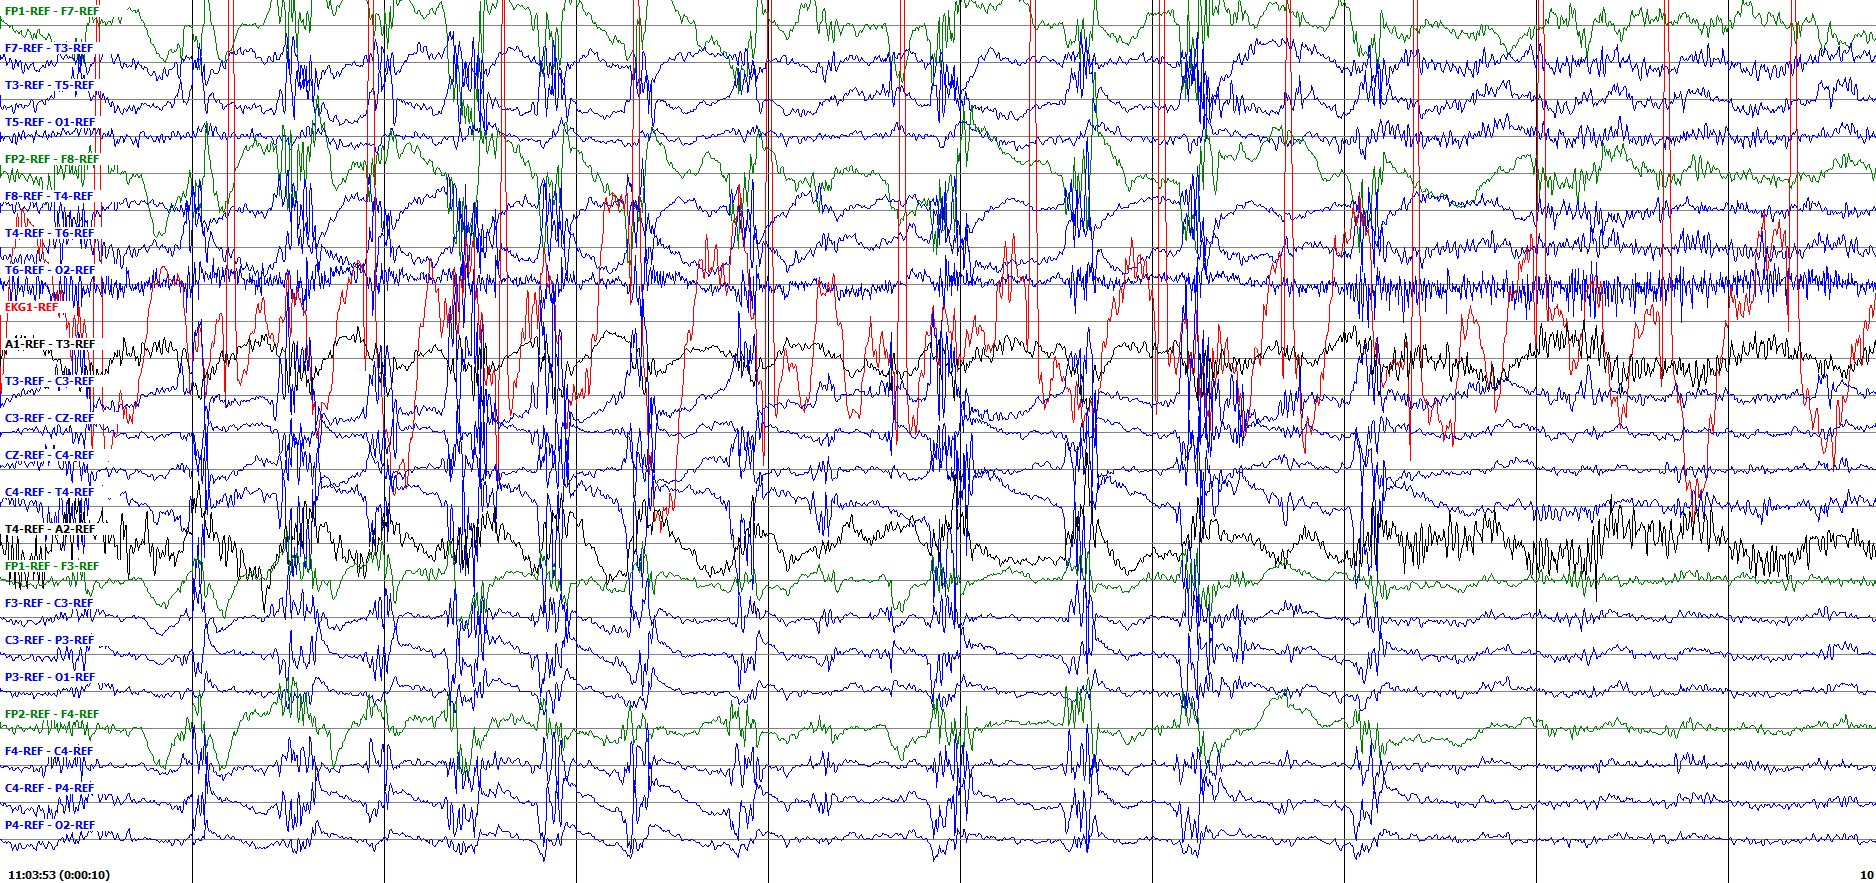 FP1-REF - F7-REF
F7-REF - T3-REF
T3-REF - T5-REF
T5-REF - O1-REF
FP2-REF - F8-REF
F8-REF - T4-REF
T4-REF - T6-REF
T6-REF - O2-REF
EKG1-REF
A1-REF - T3-REF
T3-REF - C3-REF
C3-REF - CZ-REF
CZ-REF - C4-REF
C4-REF - T4-REF
T4-REF - A2-REF
FP1-REF - F3-REF
F3-REF - C3-REF
C3-REF - P3-REF
P3-REF - O1-REF
FP2-REF - F4-REF
F4-REF - C4-REF
C4-REF - P4-REF
P4-REF - O2-REF
11:03:53 (0:00:10) 10